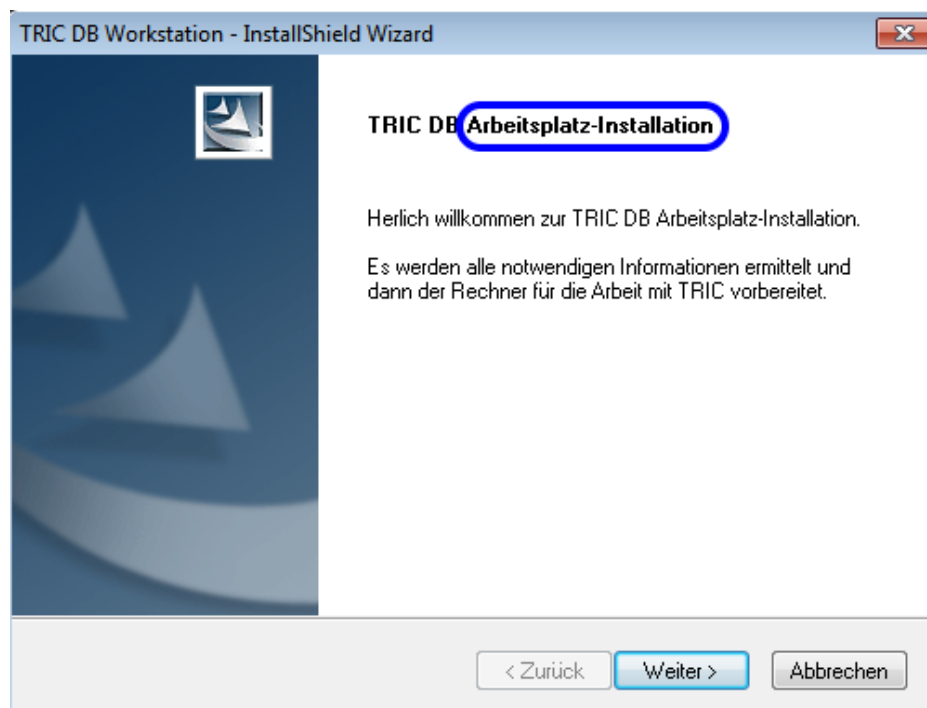 TRIC DB Workstation - InstallShield Wizard
TRIC DB Arbeitsplatz-Installation
Herlich willkommen zur TRIC DB Arbeitsplatz-Installation.
Es werden alle notwendigen Informationen ermittelt und
dann der Rechner für die Arbeit mit TRIC vorbereitet.
< Zurück Weiter > Abbrechen